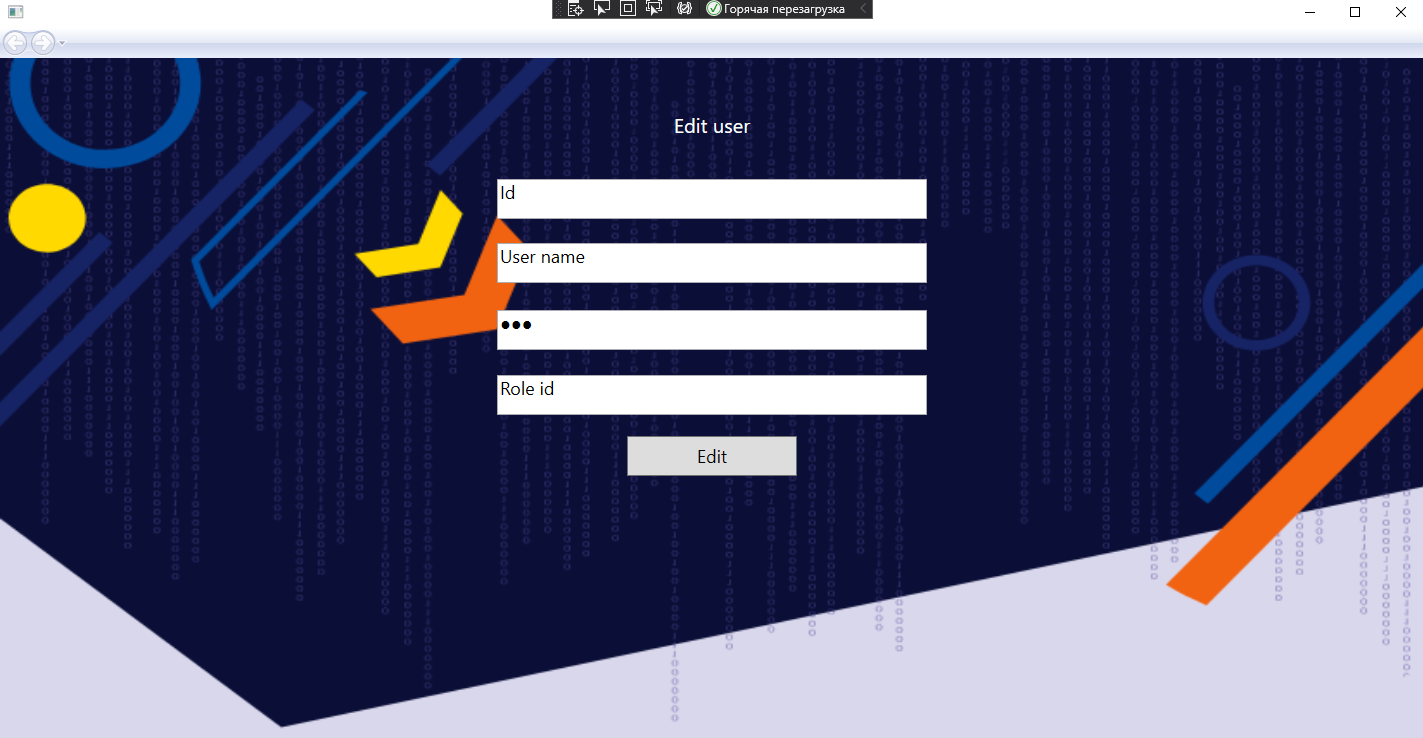 Горячая перезагрузка
Edit user
Id
User name
●●●
Role id
Edit